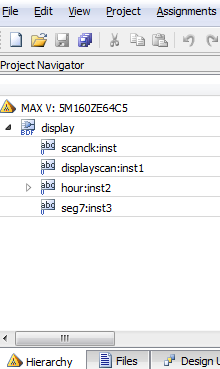 File Edit View Project Assignments
Project Navigator
MAX V: 5M160ZE64C5
display
scanclk:inst
displayscan:inst1
hour:inst2
seg7:inst3
Hierarchy Files Design U